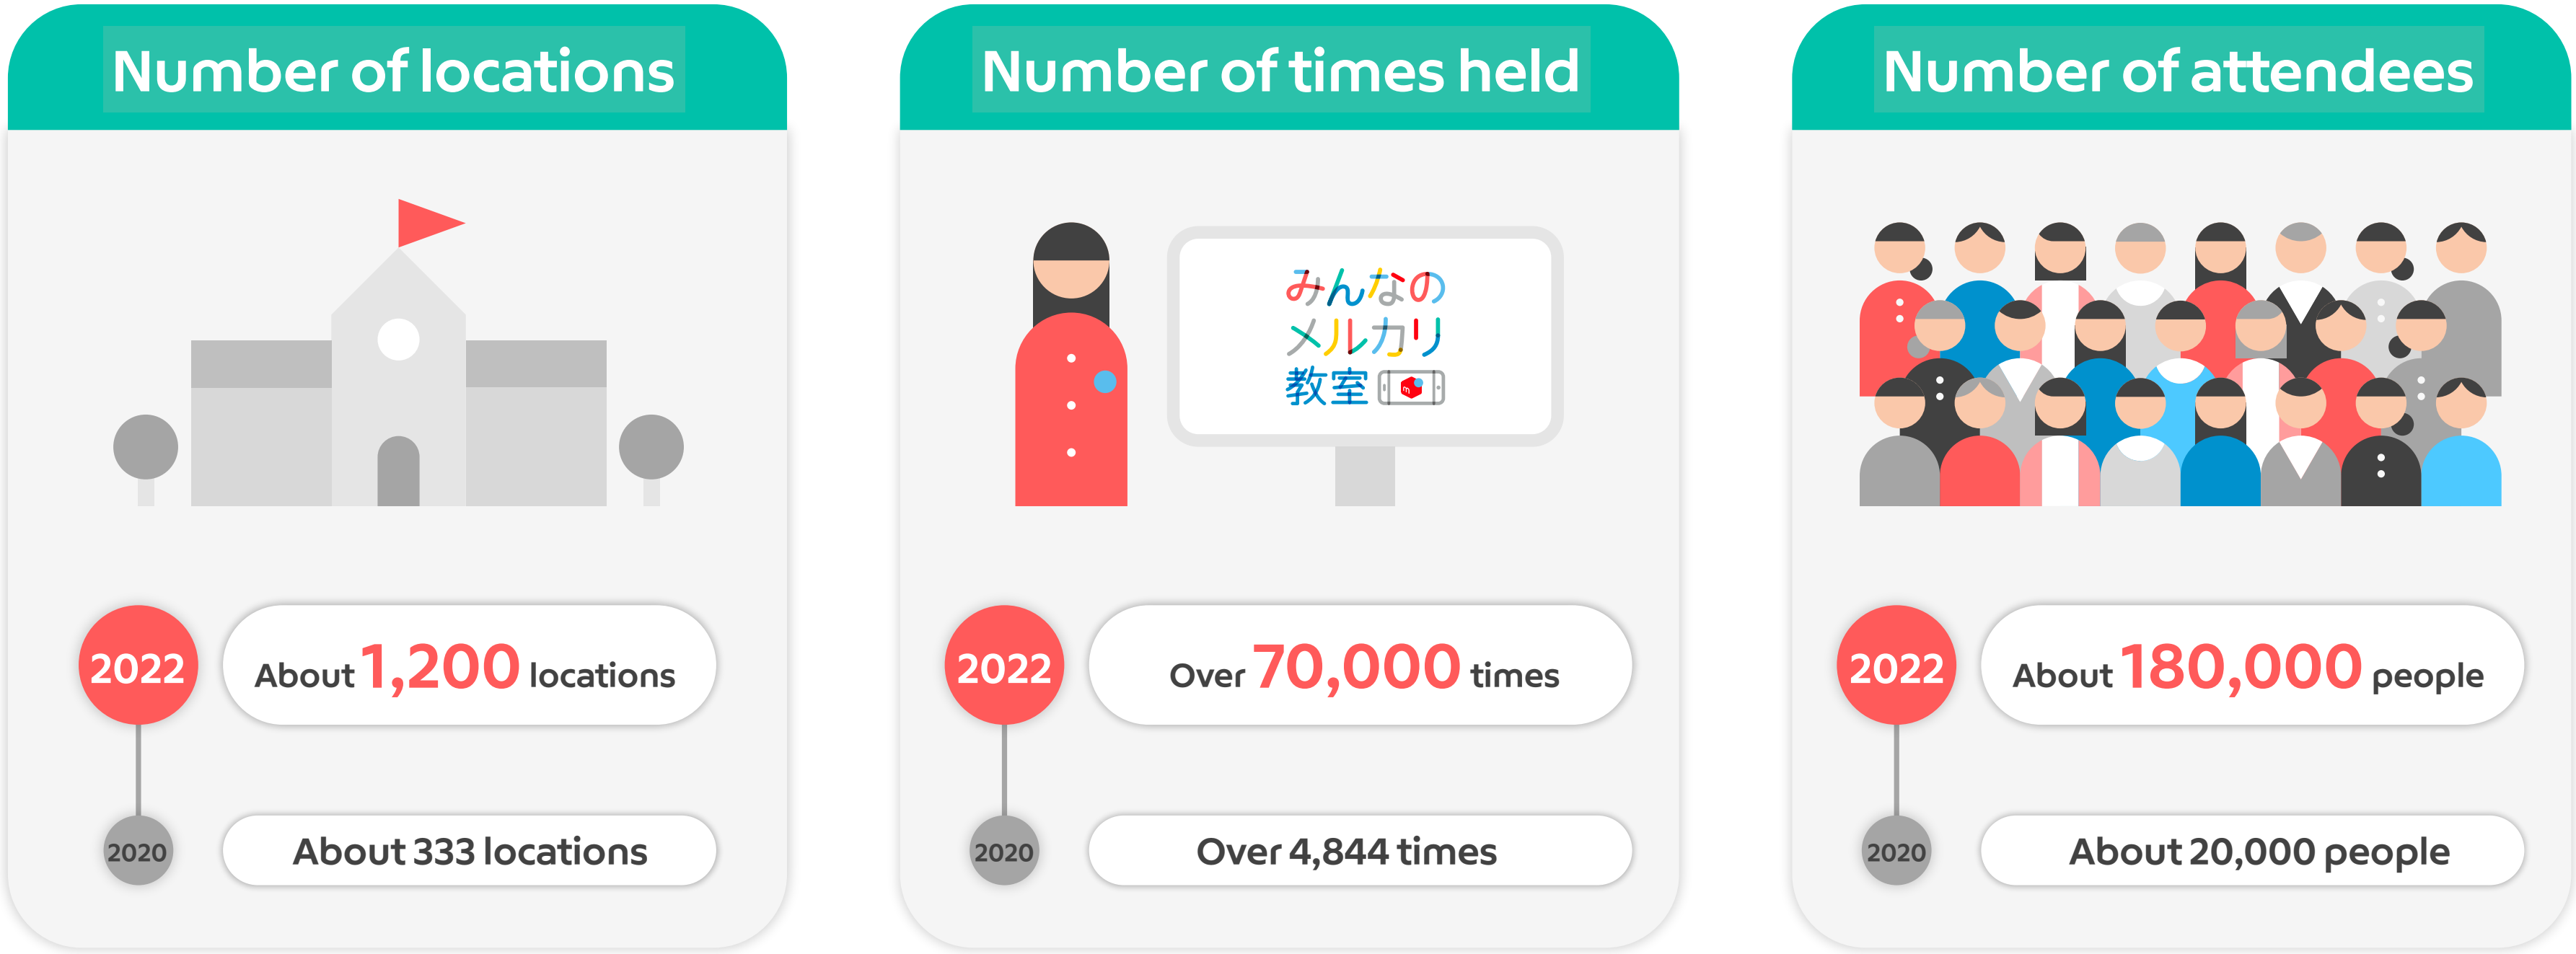 Number of locations
2022
About 1,200 locations
2020
About 333 locations
Number of times held
みんなの
メルカリ
教室
m
2022
Over 70,000 times
2020
Over 4,844 times
Number of attendees
2022
About 180,000 people
2020
About 20,000 people